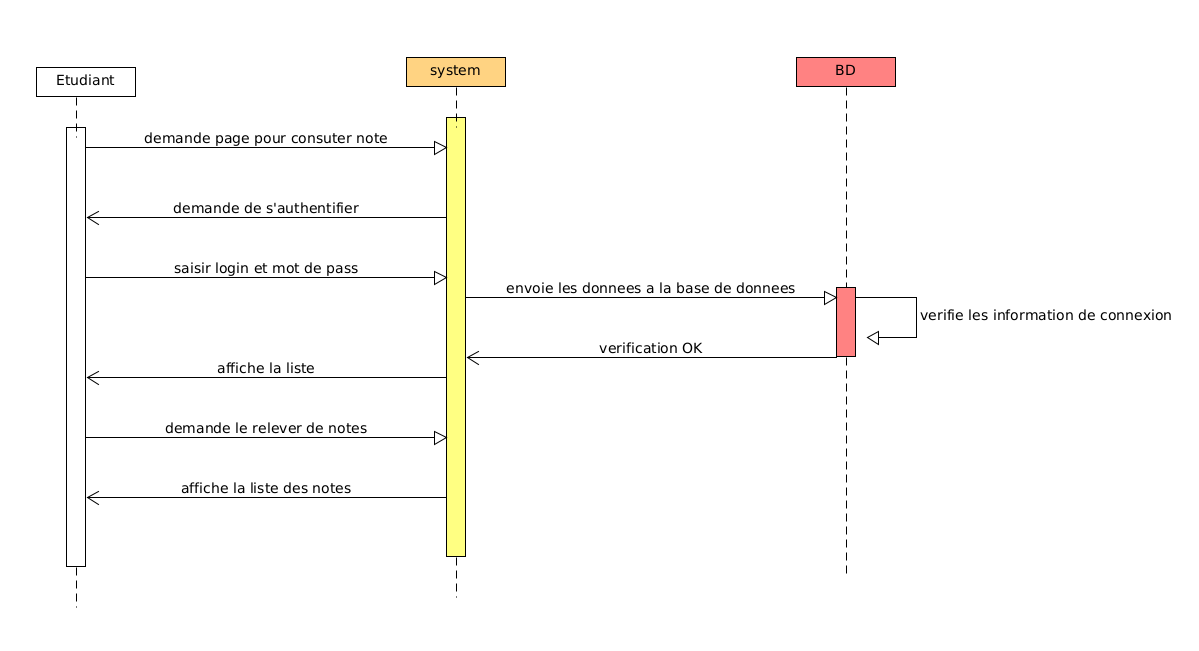 Etudiant
system
BD
demande page pour consuter note
demande de s'authentifier
saisir login et mot de pass
envoie les donnees a la base de donnees
verifie les information de connexion
verification OK
affiche la liste
demande le relever de notes
affiche la liste des notes